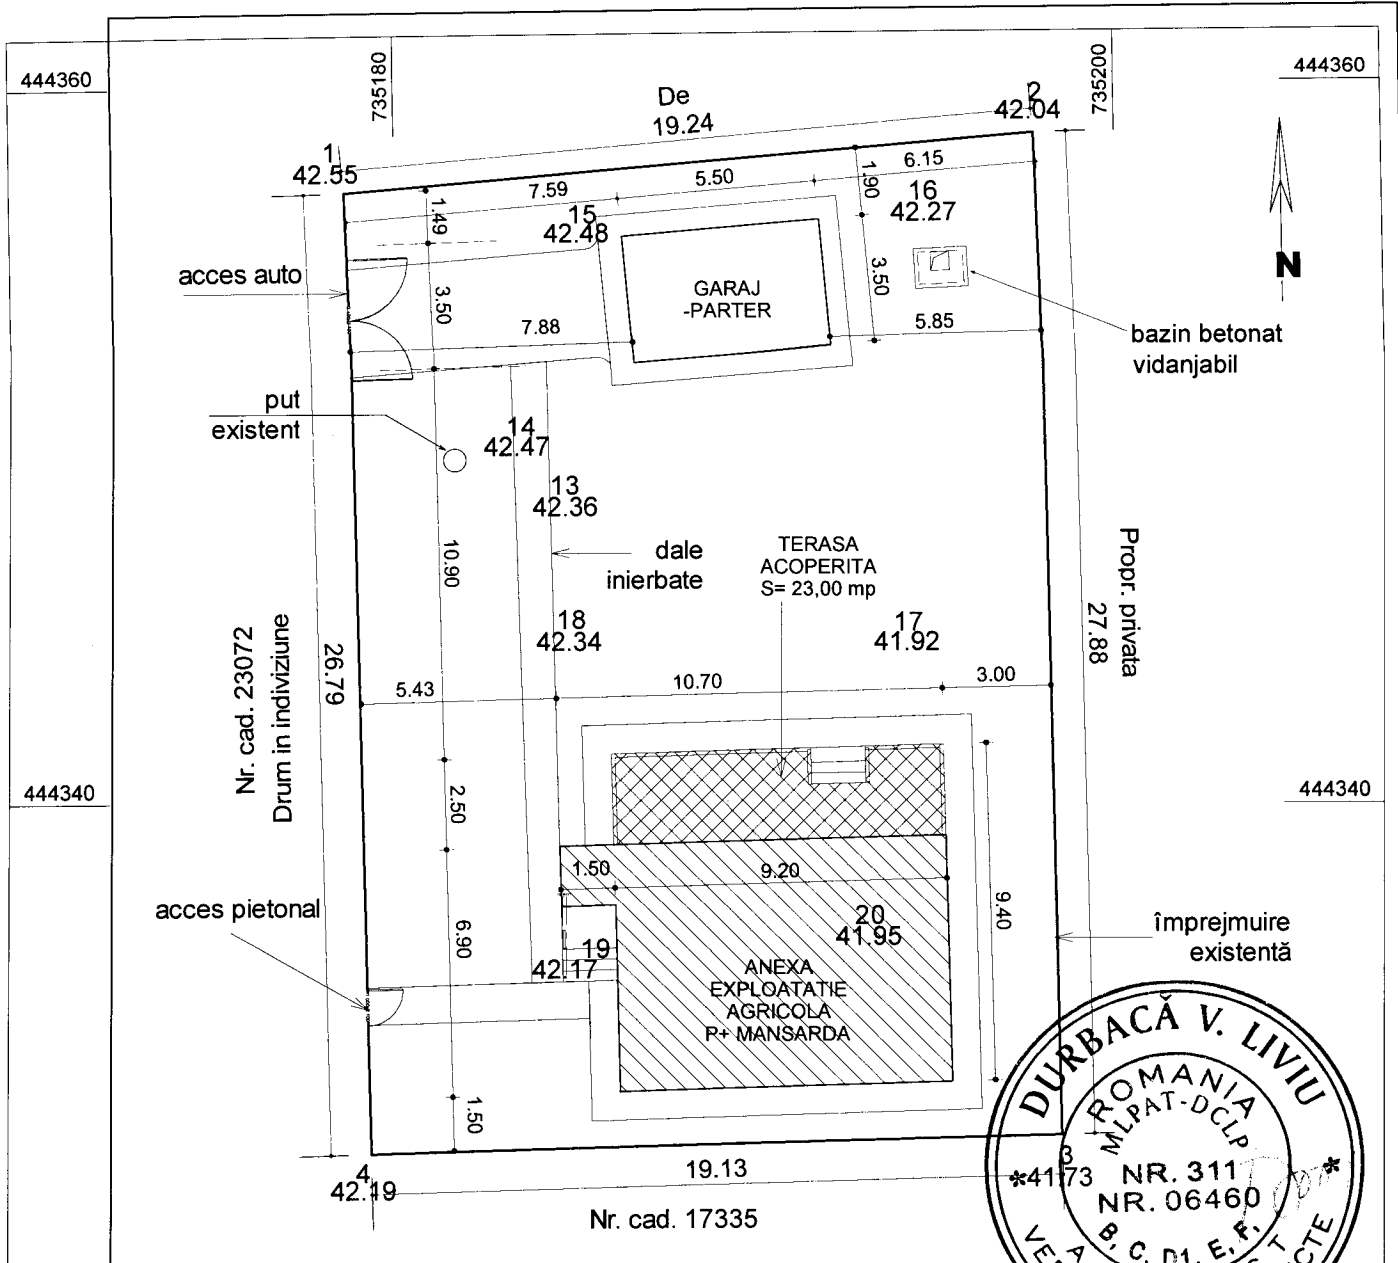 735180
735200
444360
444360
De
19.24
1
42.55
2
42.04
7.59
5.50
6.15
1.49
1.90
15
42.48
16
42.27
acces auto
3.50
GARAJ
-PARTER
3.50
N
7.88
5.85
bazin betonat
vidanjabil
put
existent
14
42.47
13
42.36
10.90
dale
inierbate
TERASA
ACOPERITA
S= 23,00 mp
Propr. privata
27.88
18
42.34
17
41.92
Nr. cad. 23072
Drum in indiviziune
26.79
5.43
10.70
3.00
444340
444340
2.50
1.50
9.20
9.40
acces pietonal
6.90
20
41.95
împrejmuire
existentă
19
42.17
ANEXA
EXPLOATATIE
AGRICOLA
P+ MANSARDA
1.50
4
42.19
19.13
3
41.73
Nr. cad. 17335
DURBACĂ V. LIVIU
ROMANIA
MLPAT-DCLP
NR. 311
NR. 06460
B, C, D1, E, F,